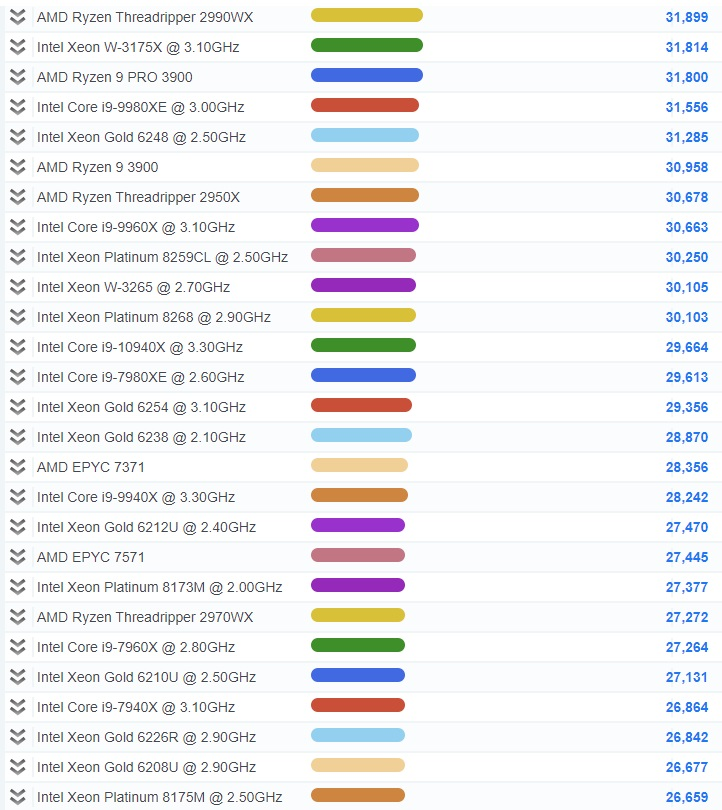 AMD Ryzen Threadripper 2990WX 31,899
Intel Xeon W-3175X @ 3.10GHz 31,814
AMD Ryzen 9 PRO 3900 31,800
Intel Core i9-9980XE @ 3.00GHz 31,556
Intel Xeon Gold 6248 @ 2.50GHz 31,285
AMD Ryzen 9 3900 30,958
AMD Ryzen Threadripper 2950X 30,678
Intel Core i9-9960X @ 3.10GHz 30,663
Intel Xeon Platinum 8259CL @ 2.50GHz 30,250
Intel Xeon W-3265 @ 2.70GHz 30,105
Intel Xeon Platinum 8268 @ 2.90GHz 30,103
Intel Core i9-10940X @ 3.30GHz 29,664
Intel Core i9-7980XE @ 2.60GHz 29,613
Intel Xeon Gold 6254 @ 3.10GHz 29,356
Intel Xeon Gold 6238 @ 2.10GHz 28,870
AMD EPYC 7371 28,356
Intel Core i9-9940X @ 3.30GHz 28,242
Intel Xeon Gold 6212U @ 2.40GHz 27,470
AMD EPYC 7571 27,445
Intel Xeon Platinum 8173M @ 2.00GHz 27,377
AMD Ryzen Threadripper 2970WX 27,272
Intel Core i9-7960X @ 2.80GHz 27,264
Intel Xeon Gold 6210U @ 2.50GHz 27,131
Intel Core i9-7940X @ 3.10GHz 26,864
Intel Xeon Gold 6226R @ 2.90GHz 26,842
Intel Xeon Gold 6208U @ 2.90GHz 26,677
Intel Xeon Platinum 8175M @ 2.50GHz 26,659